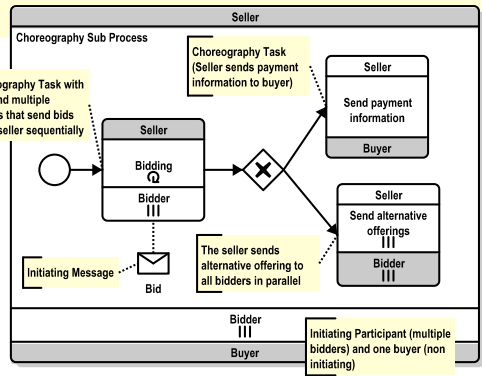 Seller
Choreography Sub Process
Choreography Task
(Seller sends payment
information to buyer)
Seller
Send payment
information
Buyer
ography Task with
nd multiple
s that send bids
seller sequentially
Seller
Bidding
Bidder
Seller
Send alternative
offerings
Bidder
Initiating Message
Bid
The seller sends
alternative offering to
all bidders in parallel
Bidder
Initiating Participant (multiple
bidders) and one buyer (non
initiating)
Buyer